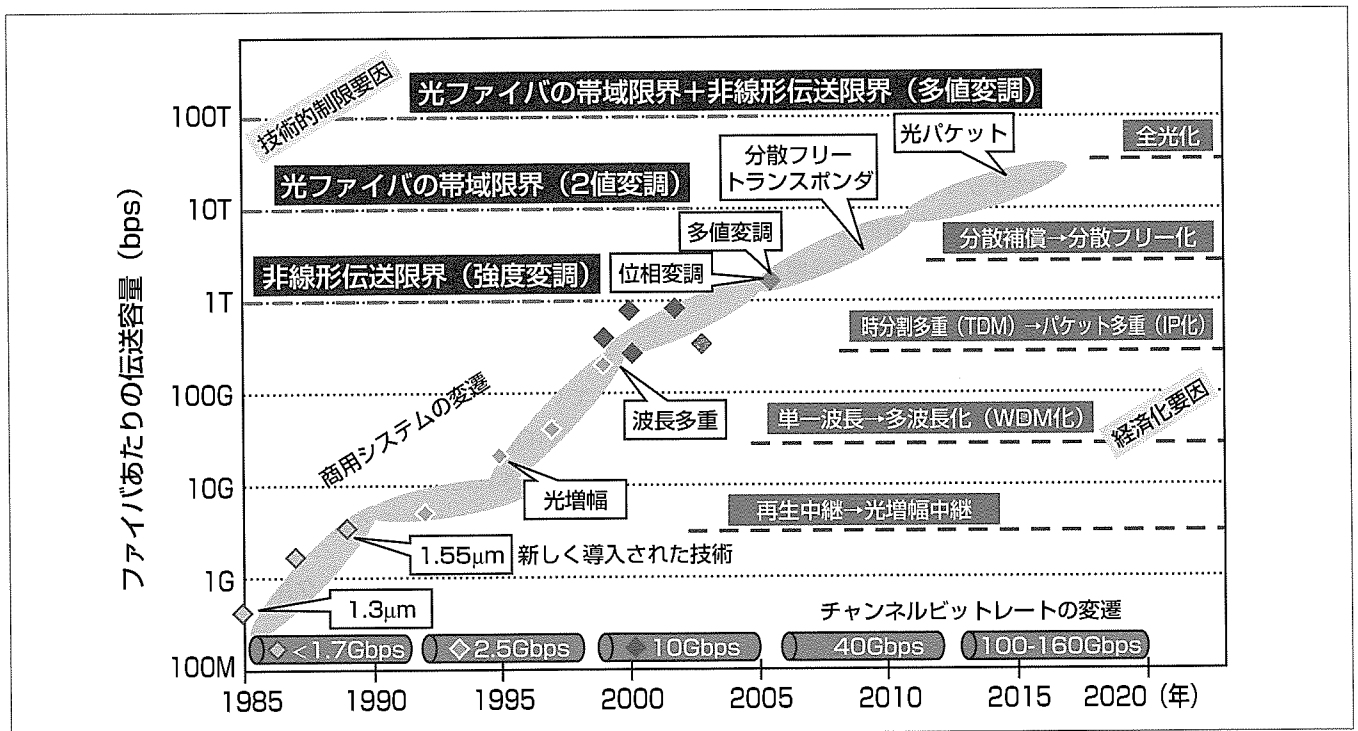 技術的制限要因
光ファイバの帯域限界+非線形伝送限界(多値変調)
光ファイバの帯域限界(2値変調)
非線形伝送限界(強度変調)
ファイバあたりの伝送容量(bps)
100T
10T
1T
100G
10G
1G
100M
光パケット
分散フリー
トランスポンダ
多値変調
位相変調
波長多重
光増幅
1.55μm 新しく導入された技術
1.3μm
商用システムの変遷
全光化
分散補償→分散フリー化
時分割多重(TDM)→パケット多重(IP化)
単一波長→多波長化(WDM化)
経済化要因
再生中継→光増幅中継
チャンネルビットレートの変遷
<1.7Gbps
2.5Gbps
10Gbps
40Gbps
100-160Gbps
1985 1990 1995 2000 2005 2010 2015 2020 (年)